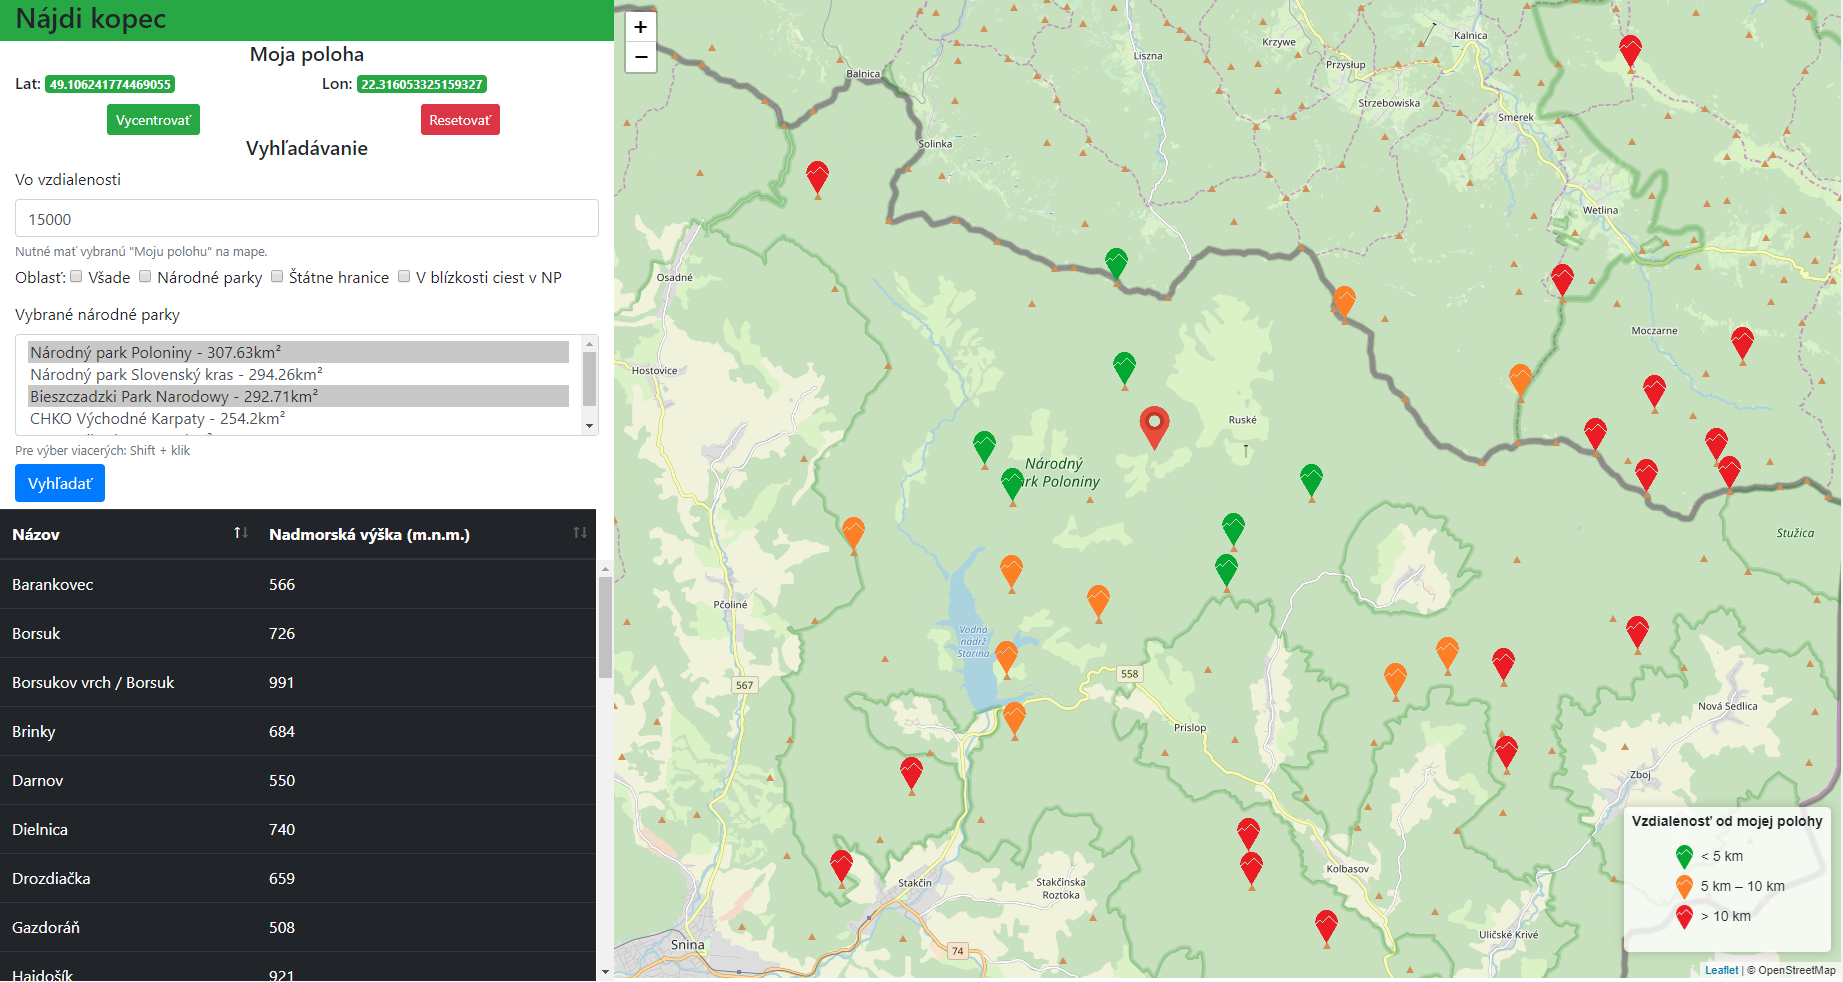 Nájdi kopec
Moja poloha
Lat: 49.106241774469055
Lon: 22.316053325159327
Vycentrovať
Resetovať
Vyhľadávanie
Vo vzdialenosti
15000
Nutné mať vybranú "Moju polohu" na mape.
Oblasť: Všade Národné parky Štátne hranice V blízkosti ciest v NP
Vybrané národné parky
Národný park Poloniny - 307.63km²
Národný park Slovenský kras - 294.26km²
Bieszczadzki Park Narodowy - 292.71km²
CHKO Východné Karpaty - 254.2km²
Pre výber viacerých: Shift + klik
Vyhľadať
Názov Nadmorská výška (m.n.m.)
Barankovec 566
Borsuk 726
Borsukov vrch / Borsuk 991
Brinky 684
Darnov 550
Dielnica 740
Drozdiačka 659
Gazdoráň 508
Hajdošík 921
+
−
Balnica
Liszna
Krzywe
Przysłup
Kalnica
Strzebowiska
Smerek
Solinka
Wetlina
Osadné
Moczarne
Hostovice
Ruské
Národný
rk Poloniny
Stužica
Pčoliné
Vodná
nádrž
Starina
567
558
Príslop
Nová Sedlica
Zboj
Kolbasov
Stakčín
Stakčínska
Roztoka
Uličské Krivé
Snina
74
Vzdialenosť od mojej polohy
< 5 km
5 km – 10 km
> 10 km
Leaflet | © OpenStreetMap